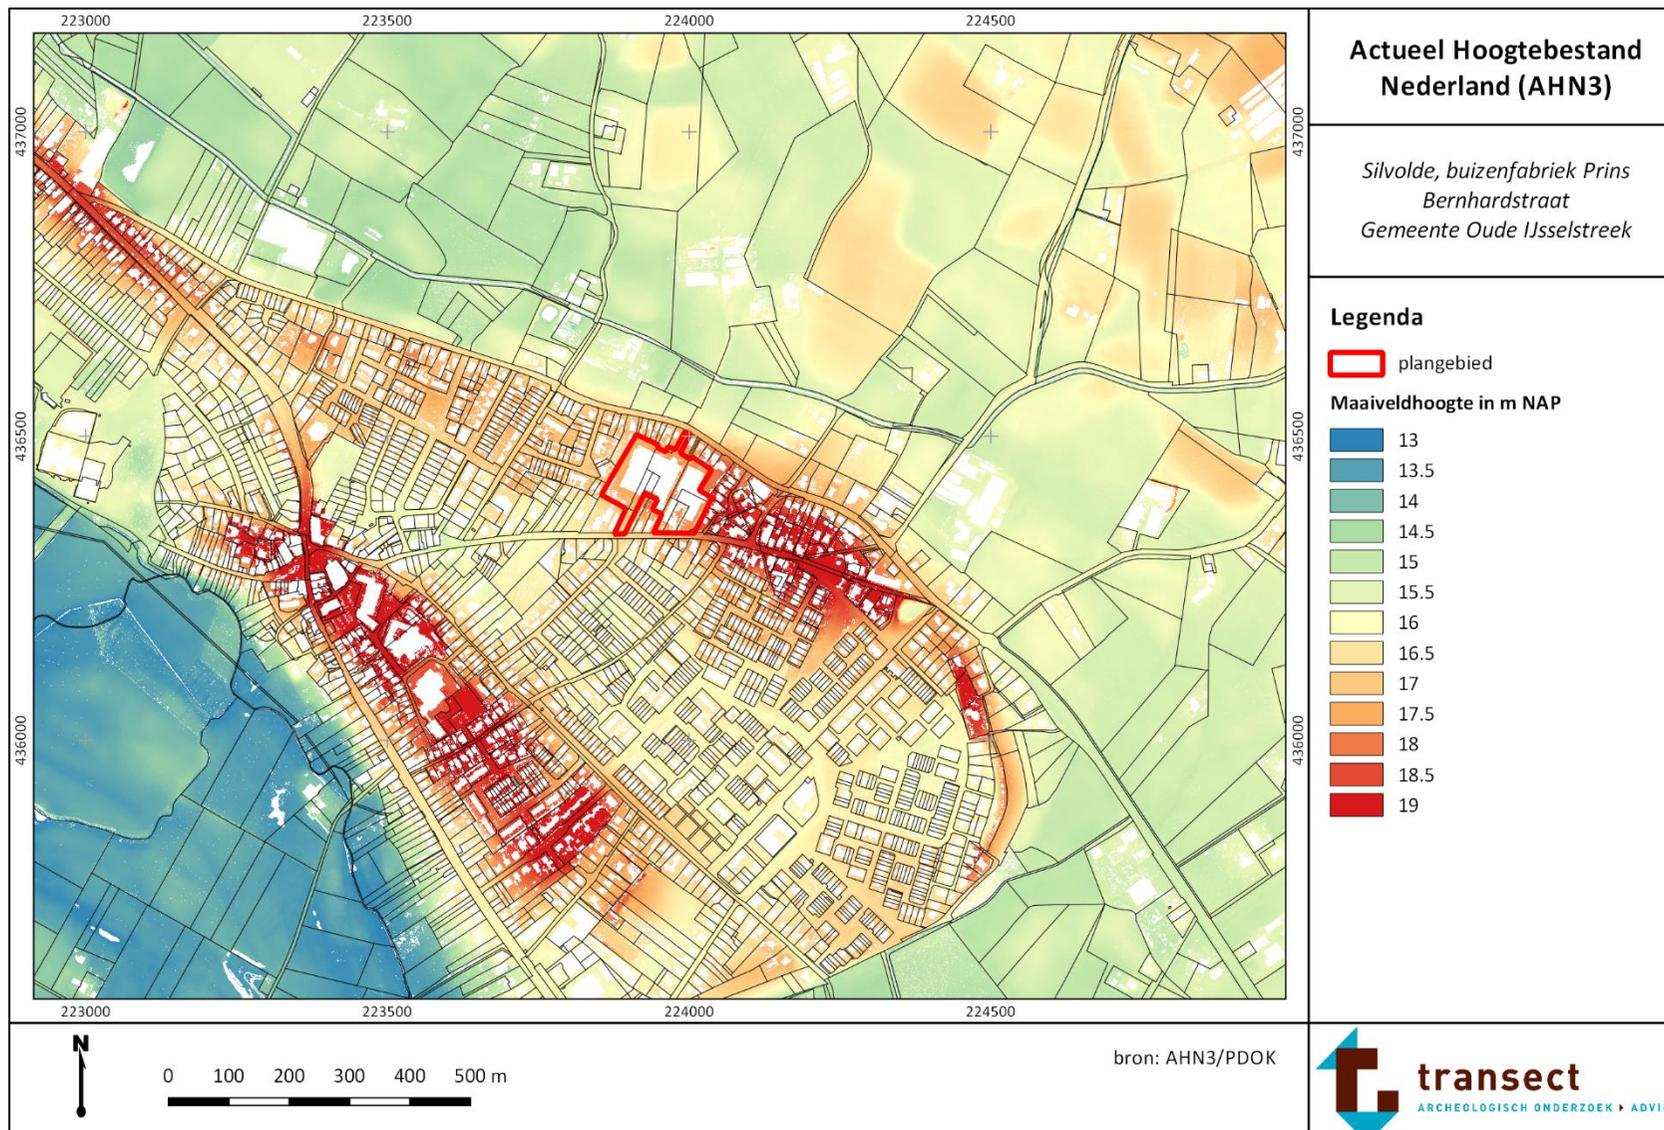 223000 223500 224000 224500
437000
436500
436000
437000
436500
436000
223000 223500 224000 224500
Actueel Hoogtebestand
Nederland (AHN3)
Silvolde, buizenfabriek Prins
Bernhardstraat
Gemeente Oude IJsselstreek
Legenda
plangebied
Maaiveldhoogte in m NAP
13
13.5
14
14.5
15
15.5
16
16.5
17
17.5
18
18.5
19
N
0 100 200 300 400 500 m
bron: AHN3/PDOK
transect
ARCHEOLOGISCH ONDERZOEK ADVI